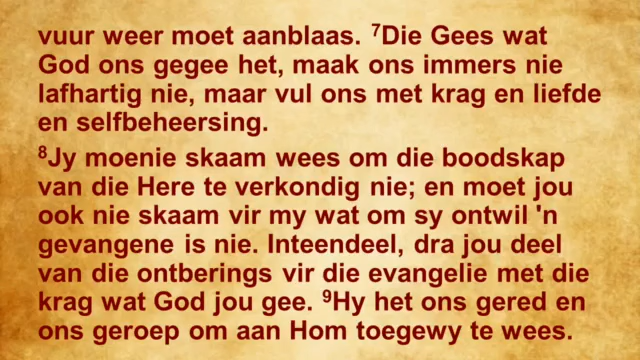 vuur weer moet aanblaas. ⁷Die Gees wat
God ons gegee het, maak ons immers nie
lafhartig nie, maar vul ons met krag en liefde
en selfbeheersing.
⁸Jy moenie skaam wees om die boodskap
van die Here te verkondig nie; en moet jou
ook nie skaam vir my wat om sy ontwil 'n
gevangene is nie. Inteendeel, dra jou deel
van die ontberings vir die evangelie met die
krag wat God jou gee. ⁹Hy het ons gered en
ons geroep om aan Hom toegewy te wees.